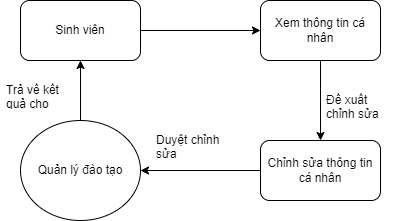 Sinh viên
Xem thông tin cá
nhân
Trả về kết
quả cho
Đề xuất
chỉnh sửa
Duyệt chỉnh
sửa
Quản lý đào tạo
Chỉnh sửa thông tin
cá nhân